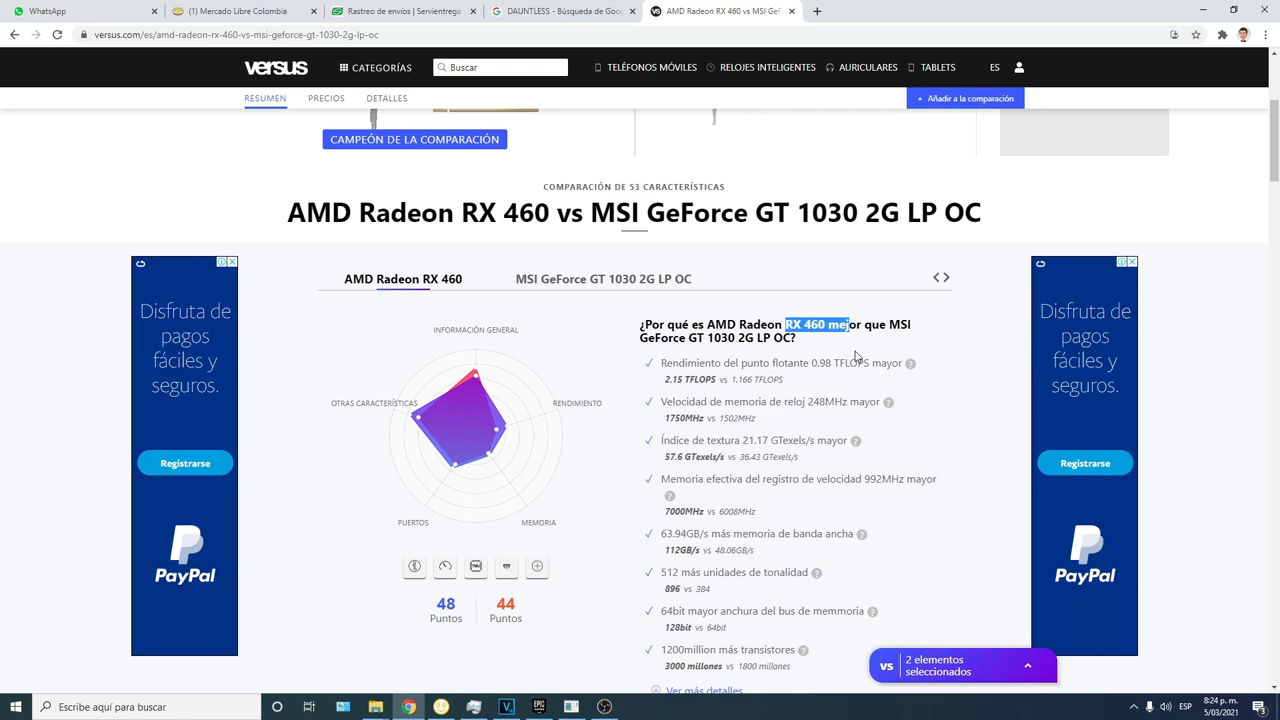 WhatsApp
(1) Mercado Libre Colombia
Rastreo de envíos | Servientrega
DAUNTLESS - Búsqueda de Goo
AMD Radeon RX 460 vs MSI GeF
versus.com/es/amd-radeon-rx-460-vs-msi-geforce-gt-1030-2g-lp-oc
versus
CATEGORÍAS
Buscar
TELÉFONOS MÓVILES
RELOJES INTELIGENTES
AURICULARES
TABLETS
ES
RESUMEN
PRECIOS
DETALLES
+ Añadir a la comparación
CAMPEÓN DE LA COMPARACIÓN
COMPARACIÓN DE 53 CARACTERÍSTICAS
AMD Radeon RX 460 vs MSI GeForce GT 1030 2G LP OC
Disfruta de
pagos
fáciles y
seguros.
Registrarse
PayPal
AMD Radeon RX 460
MSI GeForce GT 1030 2G LP OC
INFORMACIÓN GENERAL
OTRAS CARACTERÍSTICAS
RENDIMIENTO
PUERTOS
MEMORIA
48
Puntos
44
Puntos
¿Por qué es AMD Radeon RX 460 mejor que MSI
GeForce GT 1030 2G LP OC?
Rendimiento del punto flotante 0.98 TFLOPS mayor ?
2.15 TFLOPS vs 1.166 TFLOPS
Velocidad de memoria de reloj 248MHz mayor ?
1750MHz vs 1502MHz
Índice de textura 21.17 GTexels/s mayor ?
57.6 GTexels/s vs 36.43 GTexels/s
Memoria efectiva del registro de velocidad 992MHz mayor
?
7000MHz vs 6008MHz
63.94GB/s más memoria de banda ancha ?
112GB/s vs 48.06GB/s
512 más unidades de tonalidad ?
896 vs 384
64bit mayor anchura del bus de memmoria ?
128bit vs 64bit
1200million más transistores ?
3000 millones vs 1800 millones
Ver más detalles
Disfruta de
pagos
fáciles y
seguros.
Registrarse
PayPal
VS
2 elementos
seleccionados
Escribe aquí para buscar
ESP
8:24 p. m.
5/03/2021
3